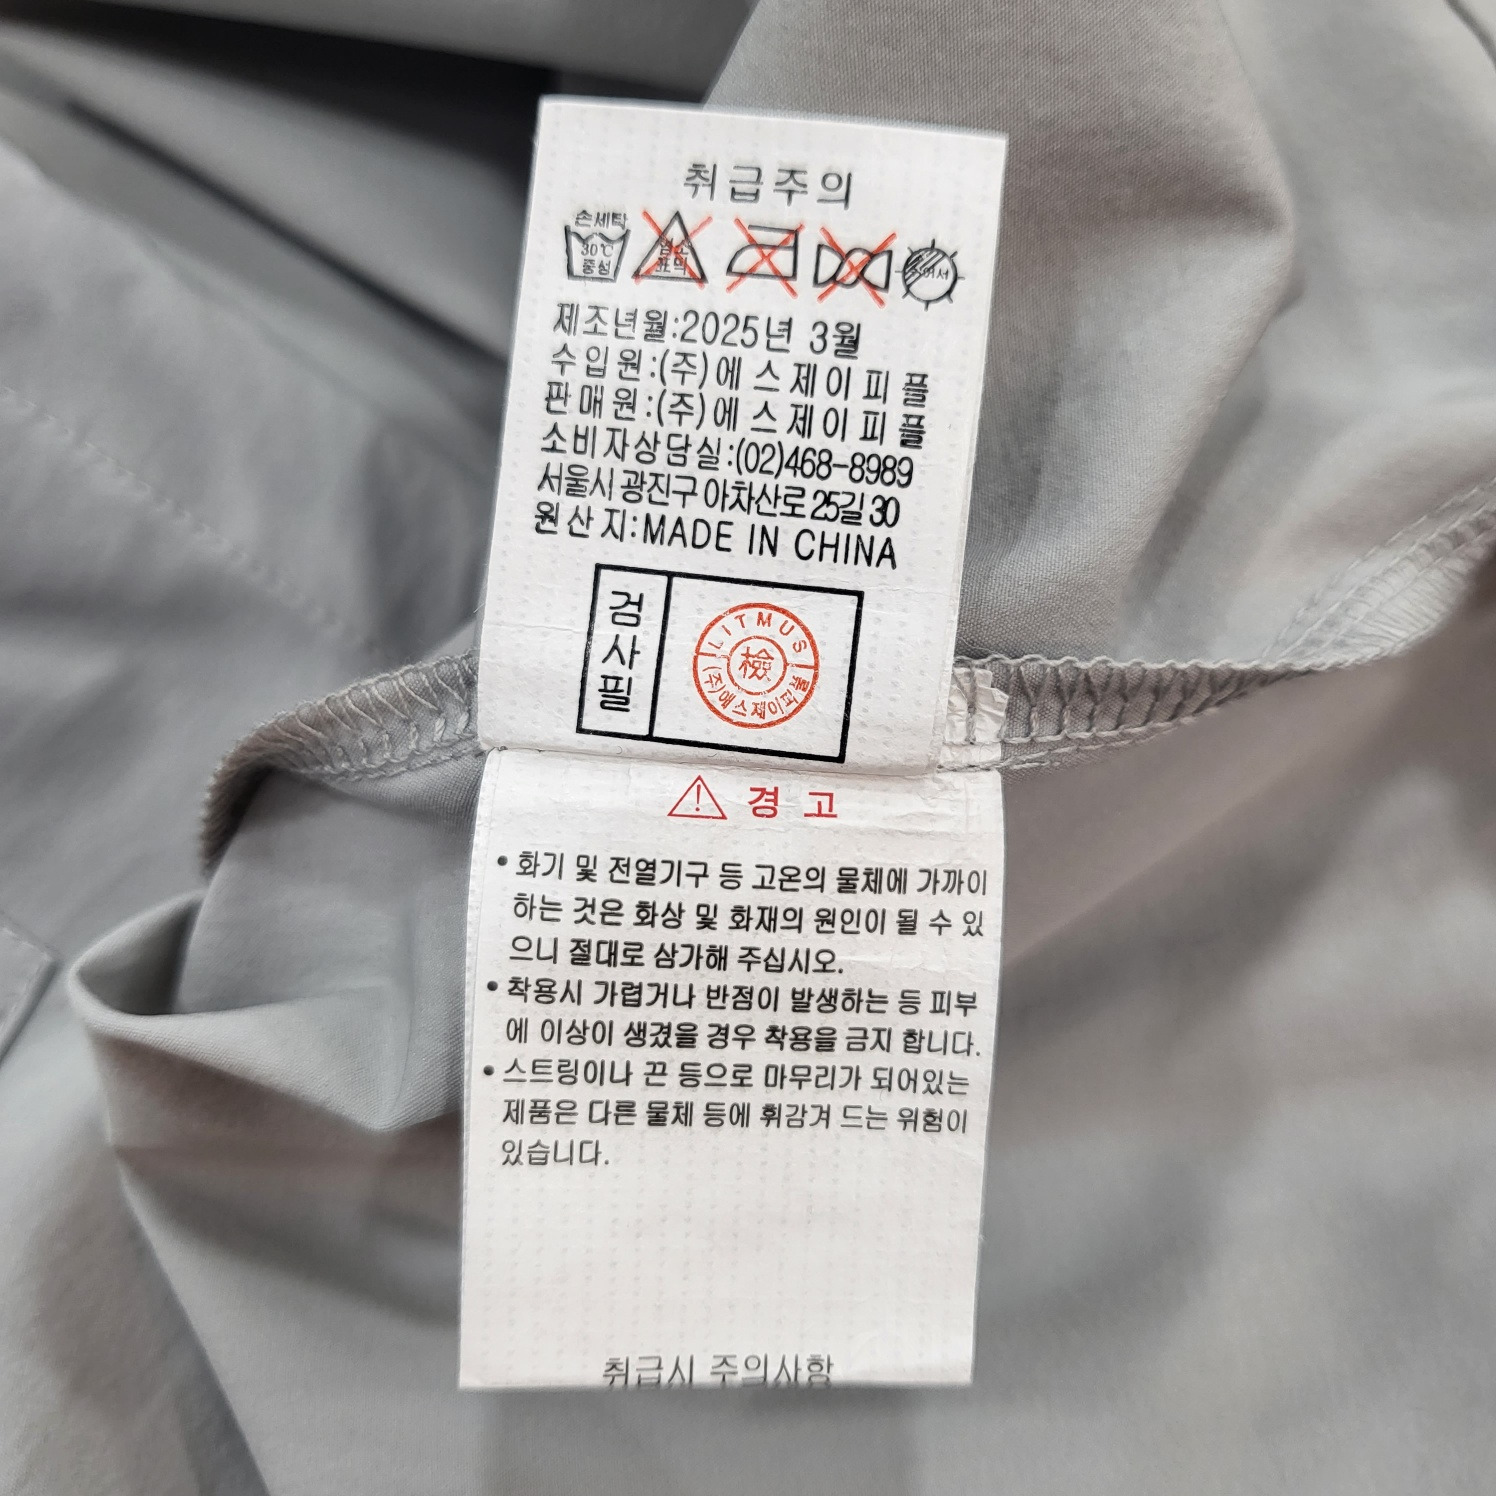 취급주의
손세탁
30℃
중성
염소
표백
제조년월:2025년 3월
수입원:(주)에스제이피플
판매원:(주)에스제이피플
소비자상담실:(02)468-8989
서울시 광진구 아차산로 25길 30
원산지:MADE IN CHINA
검사필
LITMUS
檢
(주)에스제이피플
경고
• 화기 및 전열기구 등 고온의 물체에 가까이
하는 것은 화상 및 화재의 원인이 될 수 있
으니 절대로 삼가해 주십시오.
• 착용시 가렵거나 반점이 발생하는 등 피부
에 이상이 생겼을 경우 착용을 금지 합니다.
• 스트링이나 끈 등으로 마무리가 되어있는
제품은 다른 물체 등에 휘감겨 드는 위험이
있습니다.
취급시 주의사항